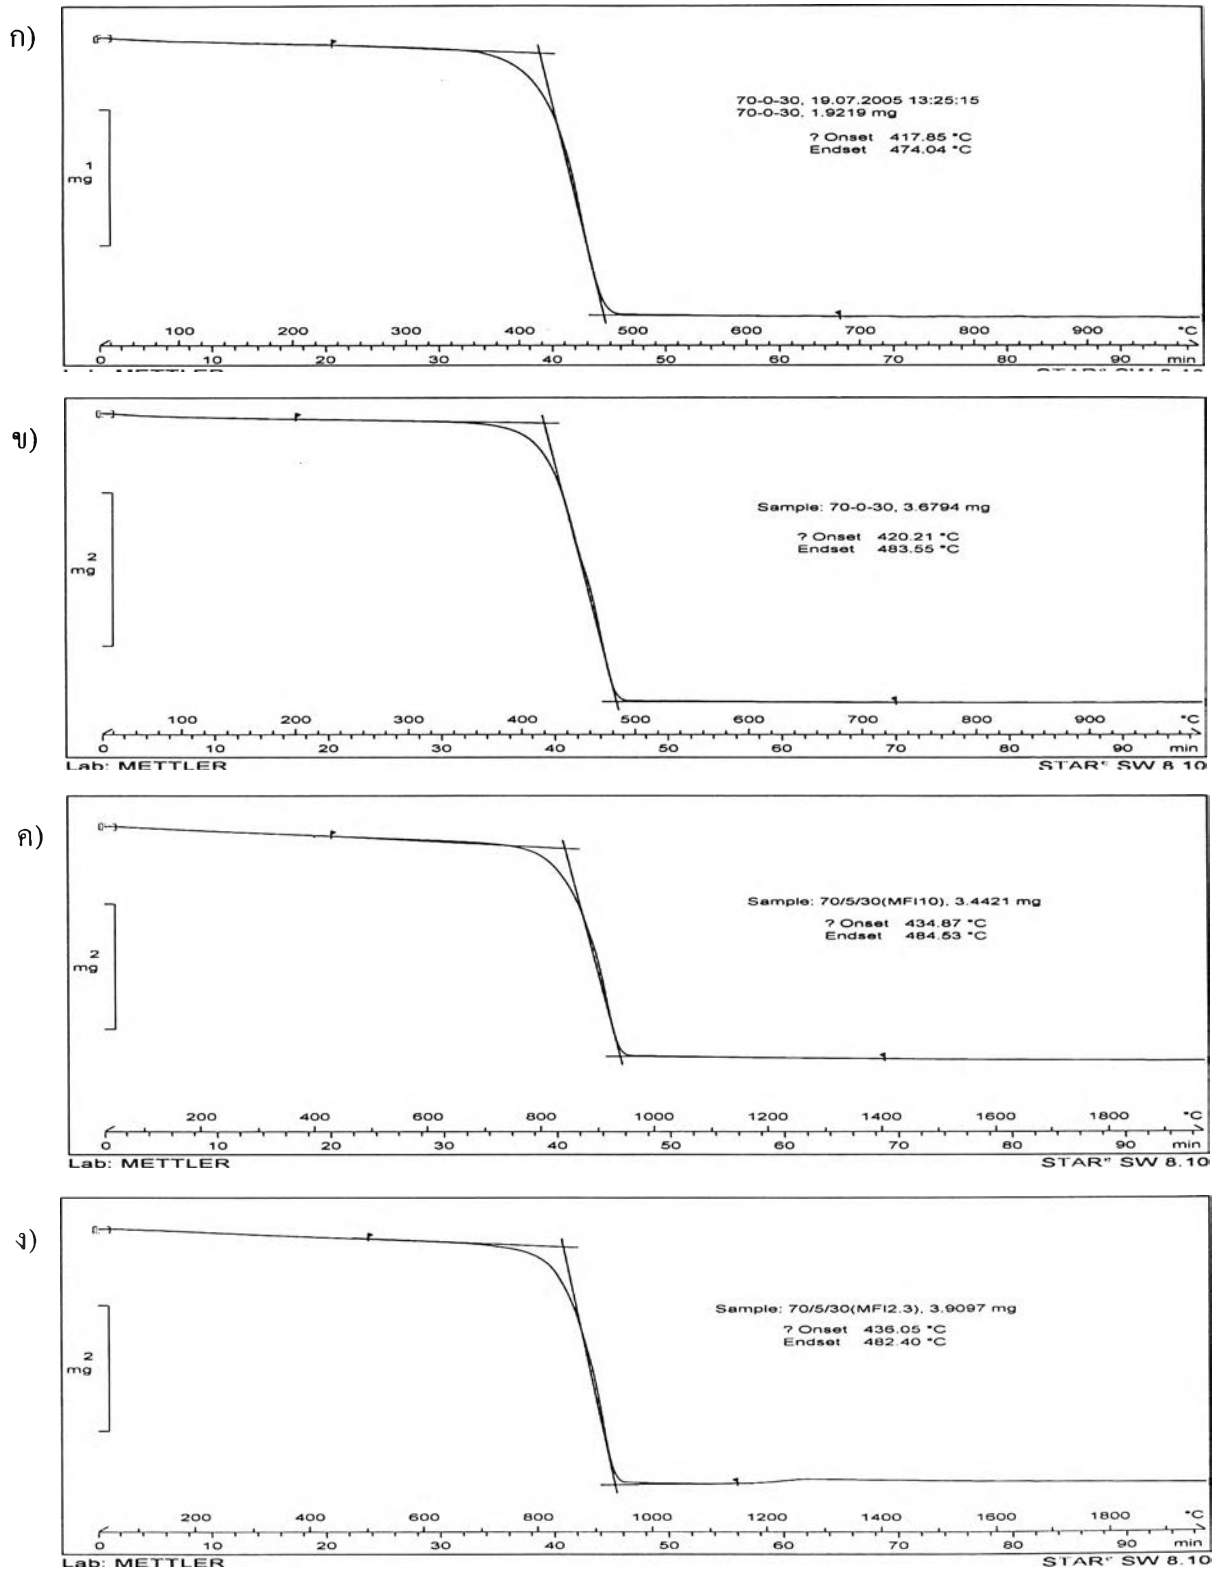 ก)
70-0-30, 19.07.2005 13:25:15
70-0-30, 1.9219 mg
? Onset 417.85 °C
Endset 474.04 °C
1
mg
100 200 300 400 500 600 700 800 900 °C
0 10 20 30 40 50 60 70 80 90 min
Lab: METTLER
ข)
Sample: 70-0-30, 3.6794 mg
? Onset 420.21 °C
Endset 483.55 °C
2
mg
100 200 300 400 500 600 700 800 900 °C
0 10 20 30 40 50 60 70 80 90 min
Lab: METTLER STARe SW 8.10
ค)
Sample: 70/5/30(MFI10), 3.4421 mg
? Onset 434.87 °C
Endset 484.53 °C
2
mg
200 400 600 800 1000 1200 1400 1600 1800 °C
0 10 20 30 40 50 60 70 80 90 min
Lab: METTLER STARe SW 8.10
ง)
Sample: 70/5/30(MFI2.3), 3.9097 mg
? Onset 436.05 °C
Endset 482.40 °C
2
mg
200 400 600 800 1000 1200 1400 1600 1800 °C
0 10 20 30 40 50 60 70 80 90 min
Lab: METTLER STARe SW 8.10